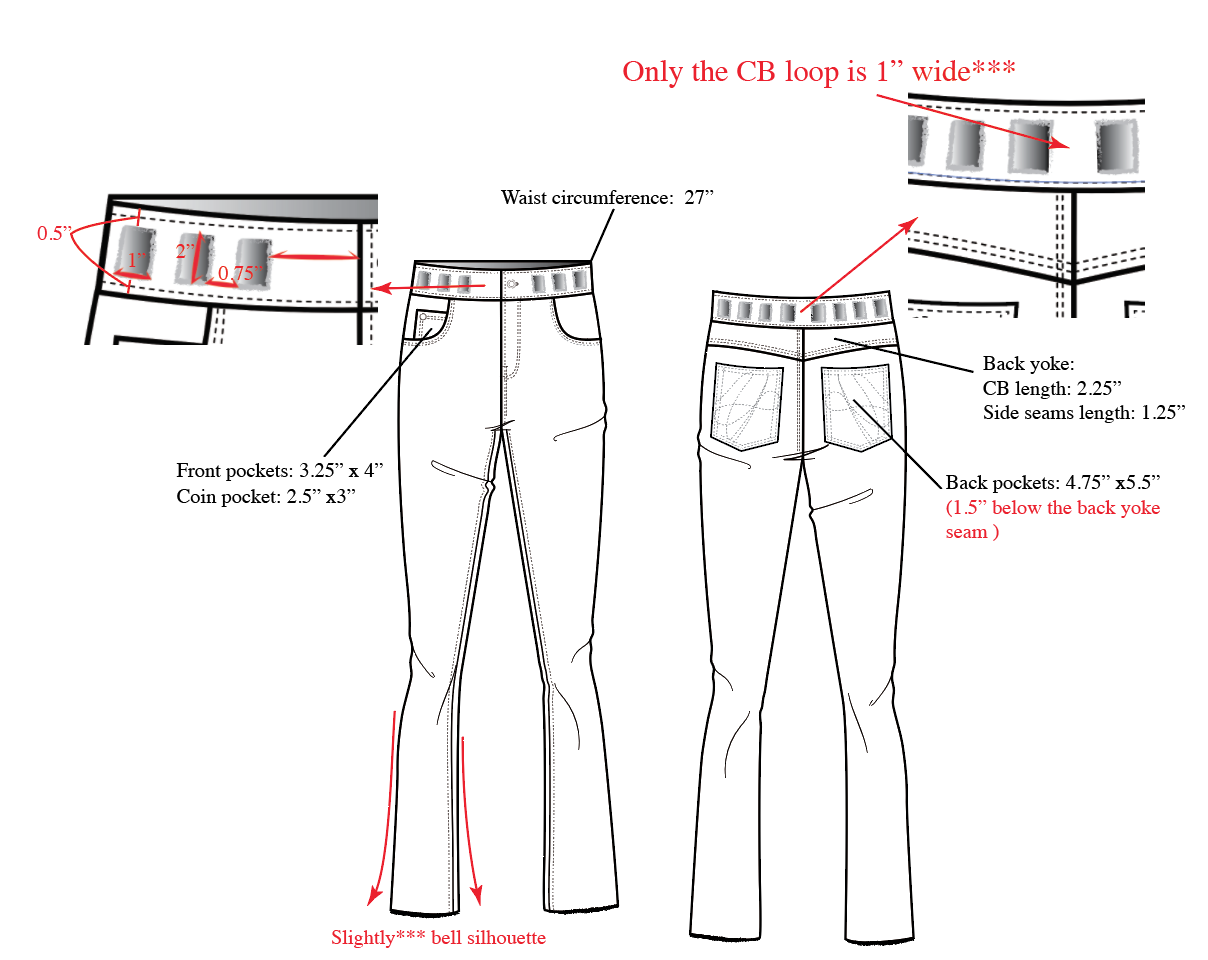 Only the CB loop is 1” wide***
Waist circumference:  27”
0.5”
1”
2”
0.75”
Back yoke:
CB length: 2.25”
Side seams length: 1.25”
Front pockets: 3.25” x 4”
Coin pocket: 2.5” x3”
Back pockets: 4.75” x5.5”
(1.5” below the back yoke
seam )
Slightly*** bell silhouette